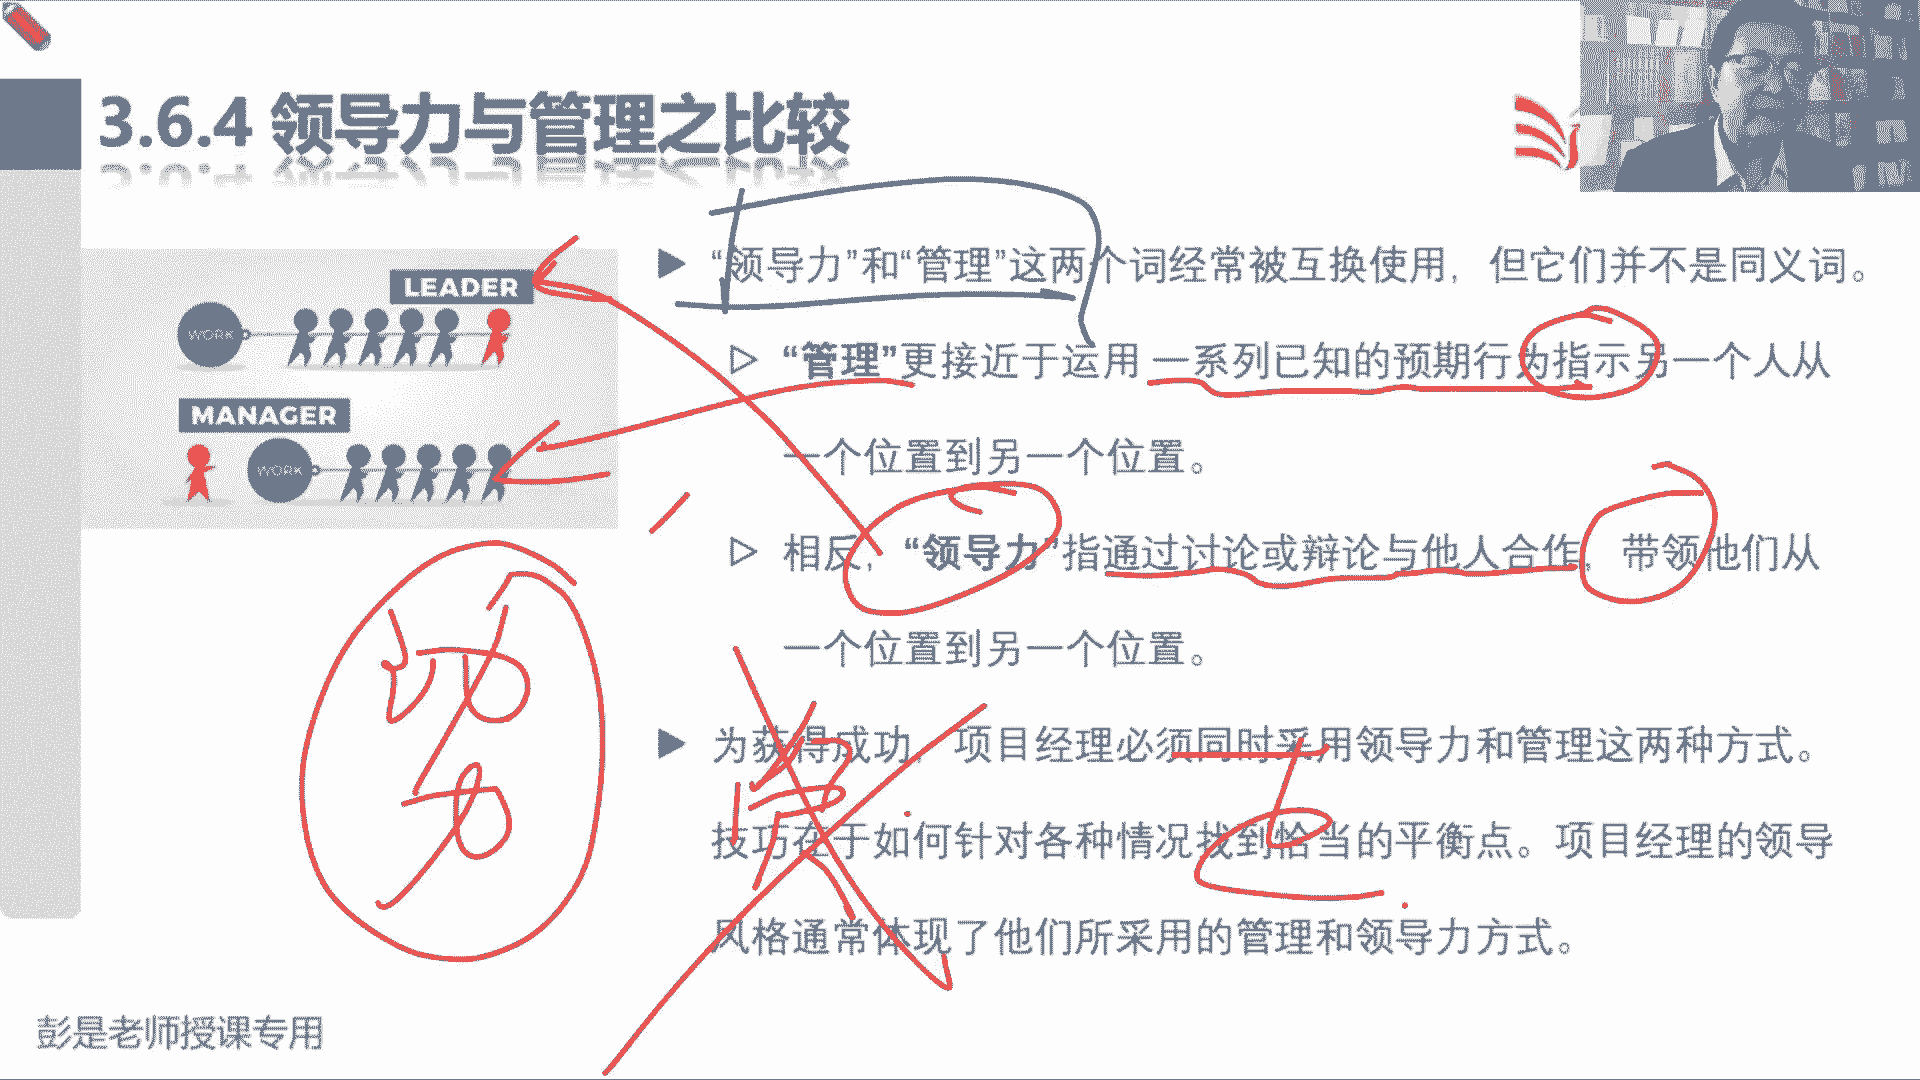 3.6.4 领导力与管理之比较
LEADER
WORK
MANAGER
WORK
“领导力”和“管理”这两个词经常被互换使用，但它们并不是同义词。
“管理”更接近于运用 一系列已知的预期行为指示另一个人从
一个位置到另一个位置。
相反，“领导力”指通过讨论或辩论与他人合作，带领他们从
一个位置到另一个位置。
为获得成功，项目经理必须同时采用领导力和管理这两种方式。
技巧在于如何针对各种情况找到恰当的平衡点。项目经理的领导
风格通常体现了他们所采用的管理和领导力方式。
彭是老师授课专用